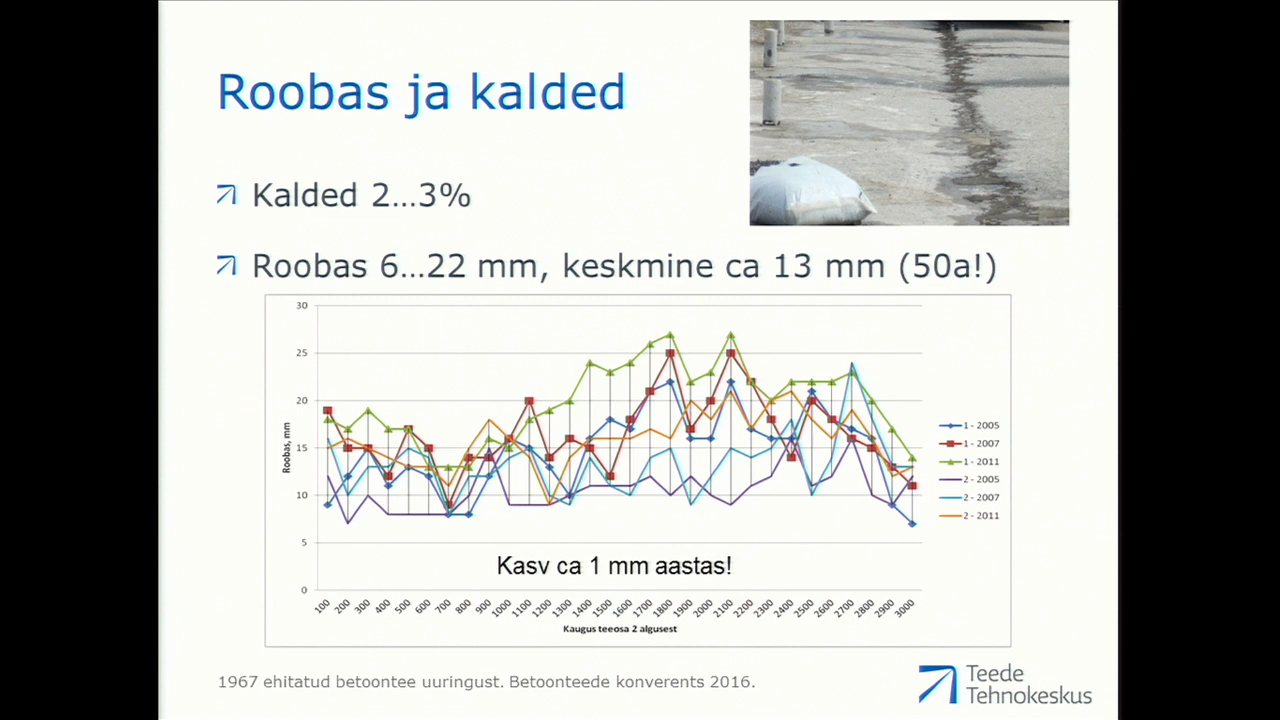 Roobas ja kalded
Kalded 2...3%
Roobas 6...22 mm, keskmine ca 13 mm (50a!)
30
25
20
15
10
5
0
Roobas, mm
1 - 2005
1 - 2007
1 - 2011
2 - 2005
2 - 2007
2 - 2011
Kasv ca 1 mm aastas!
100 200 300 400 500 600 700 800 900 1000 1100 1200 1300 1400 1500 1600 1700 1800 1900 2000 2100 2200 2300 2400 2500 2600 2700 2800 2900 3000
Kaugus teeosa 2 algusest
1967 ehitatud betoontee uuringust. Betoonteede konverents 2016.
Teede
Tehnokeskus